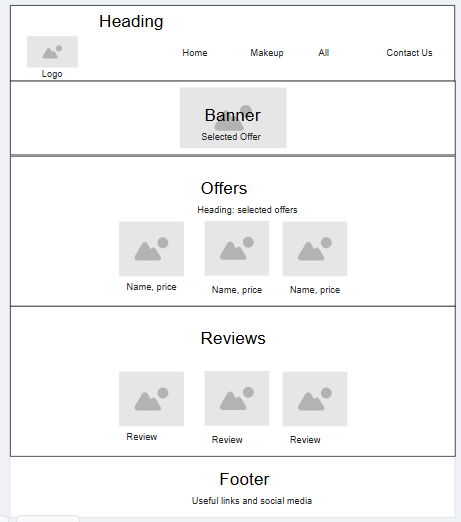 Heading
Home Makeup All Contact Us
Logo
Banner
Selected Offer
Offers
Heading: selected offers
Name, price Name, price Name, price
Reviews
Review Review Review
Footer
Useful links and social media